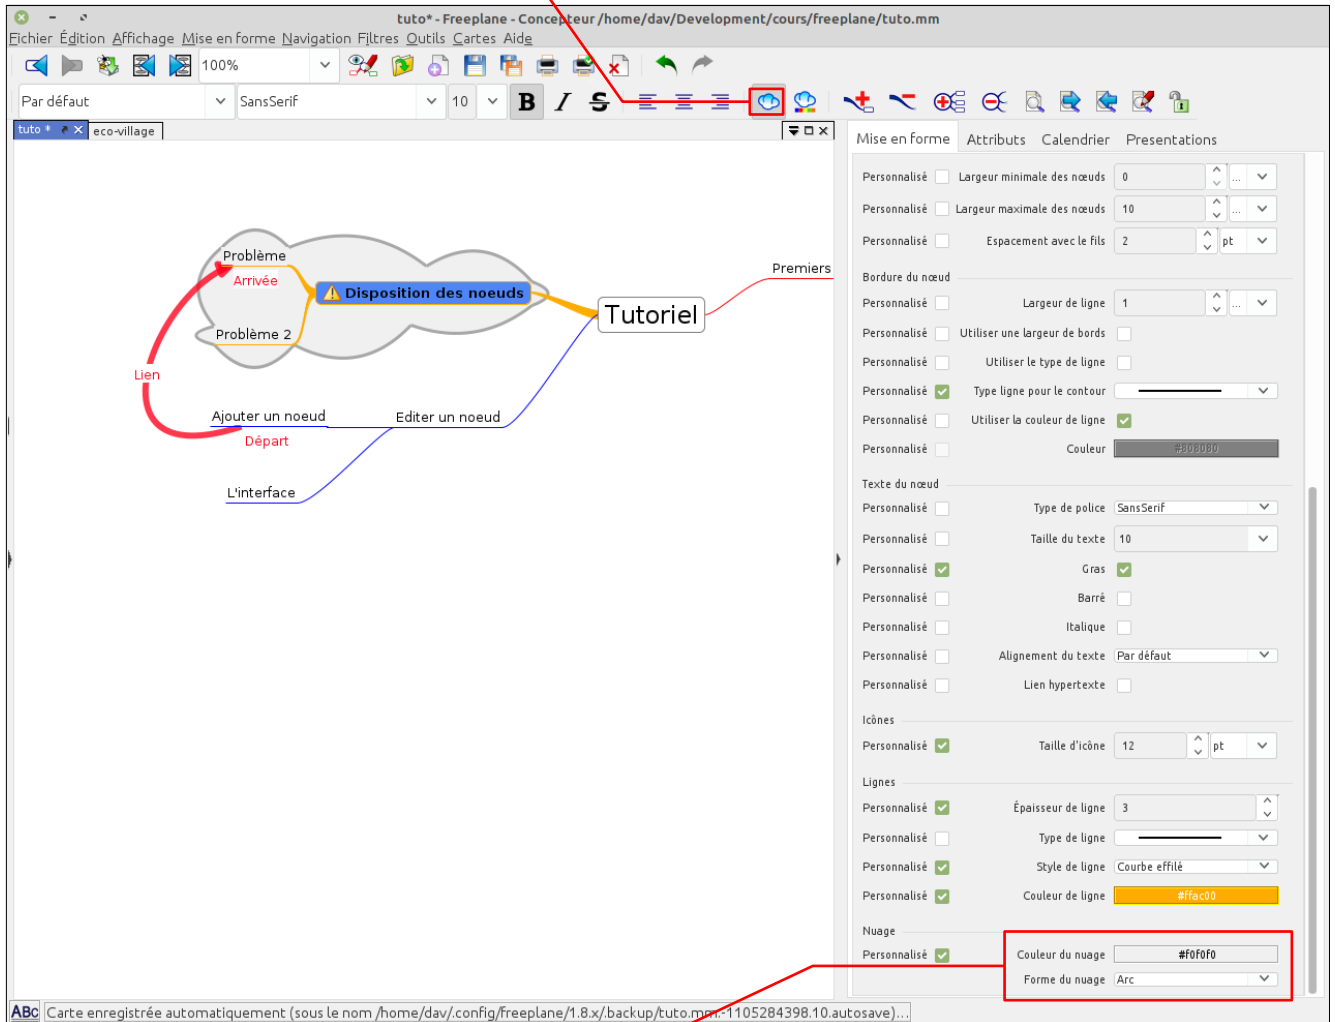 tuto* - Freeplane - Concepteur /home/dav/Development/cours/freeplane/tuto.mm
Fichier Édition Affichage Mise en forme Navigation Filtres Outils Cartes Aide
100%
Par défaut SansSerif 10 B I S
tuto * eco-village
Mise en forme Attributs Calendrier Presentations
Personnalisé Largeur minimale des nœuds 0 ...
Personnalisé Largeur maximale des nœuds 10 ...
Personnalisé Espacement avec le fils 2 pt
Bordure du nœud
Personnalisé Largeur de ligne 1 ...
Personnalisé Utiliser une largeur de bords
Personnalisé Utiliser le type de ligne
Personnalisé Type ligne pour le contour
Personnalisé Utiliser la couleur de ligne
Personnalisé Couleur #808080
Texte du nœud
Personnalisé Type de police SansSerif
Personnalisé Taille du texte 10
Personnalisé Gras
Personnalisé Barré
Personnalisé Italique
Personnalisé Alignement du texte Par défaut
Personnalisé Lien hypertexte
Icônes
Personnalisé Taille d'icône 12 pt
Lignes
Personnalisé Épaisseur de ligne 3
Personnalisé Type de ligne
Personnalisé Style de ligne Courbe effilé
Personnalisé Couleur de ligne #ffac00
Nuage
Personnalisé Couleur du nuage #f0f0f0
Forme du nuage Arc
Problème
Arrivée
Disposition des noeuds
Problème 2
Tutoriel
Premiers
Lien
Ajouter un noeud
Editer un noeud
Départ
L'interface
ABC Carte enregistrée automatiquement (sous le nom /home/dav/.config/freeplane/1.8.x/.backup/tuto.mm.-1105284398.10.autosave)...